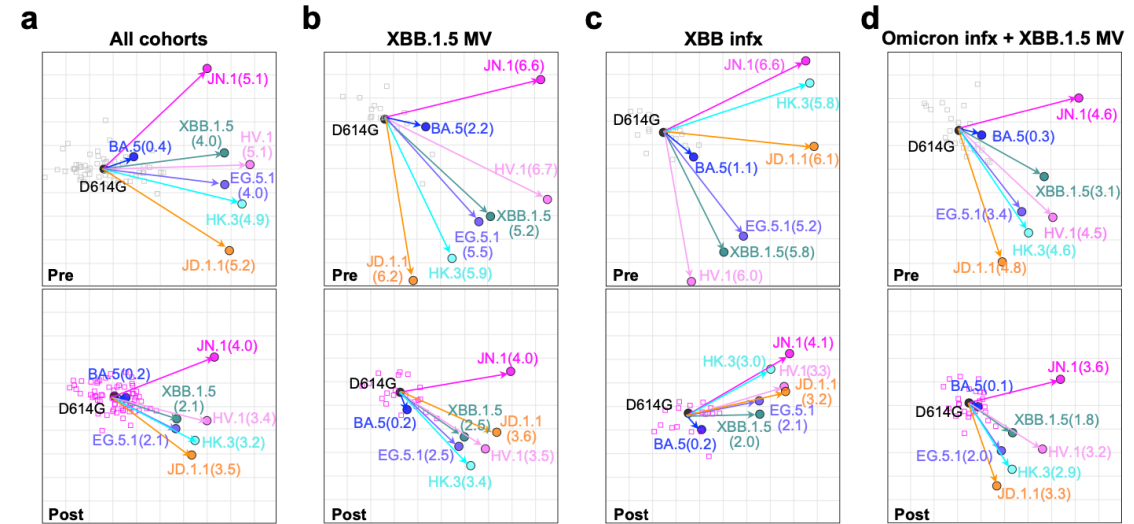 a
All cohorts
JN.1(5.1)
XBB.1.5
(4.0)
HV.1
(5.1)
BA.5(0.4)
D614G
EG.5.1
(4.0)
HK.3(4.9)
JD.1.1(5.2)
Pre
JN.1(4.0)
BA.5(0.2)
XBB.1.5
(2.1)
D614G
HV.1(3.4)
EG.5.1(2.1)
HK.3(3.2)
JD.1.1(3.5)
Post
b
XBB.1.5 MV
JN.1(6.6)
D614G
BA.5(2.2)
HV.1(6.7)
XBB.1.5
(5.2)
EG.5.1
(5.5)
JD.1.1
(6.2)
HK.3(5.9)
Pre
JN.1(4.0)
D614G
BA.5(0.2)
XBB.1.5
(2.5)
JD.1.1
(3.6)
EG.5.1(2.5)
HV.1(3.5)
HK.3(3.4)
Post
c
XBB infx
JN.1(6.6)
HK.3(5.8)
D614G
JD.1.1(6.1)
BA.5(1.1)
EG.5.1(5.2)
XBB.1.5(5.8)
HV.1(6.0)
Pre
JN.1(4.1)
HK.3(3.0)
HV.1(3.3)
JD.1.1
(3.2)
D614G
EG.5.1
(2.1)
XBB.1.5
(2.0)
BA.5(0.2)
Post
d
Omicron infx + XBB.1.5 MV
JN.1(4.6)
BA.5(0.3)
D614G
XBB.1.5(3.1)
EG.5.1(3.4)
HV.1(4.5)
HK.3(4.6)
JD.1.1(4.8)
Pre
JN.1(3.6)
BA.5(0.1)
D614G
XBB.1.5(1.8)
EG.5.1(2.0)
HV.1(3.2)
HK.3(2.9)
JD.1.1(3.3)
Post